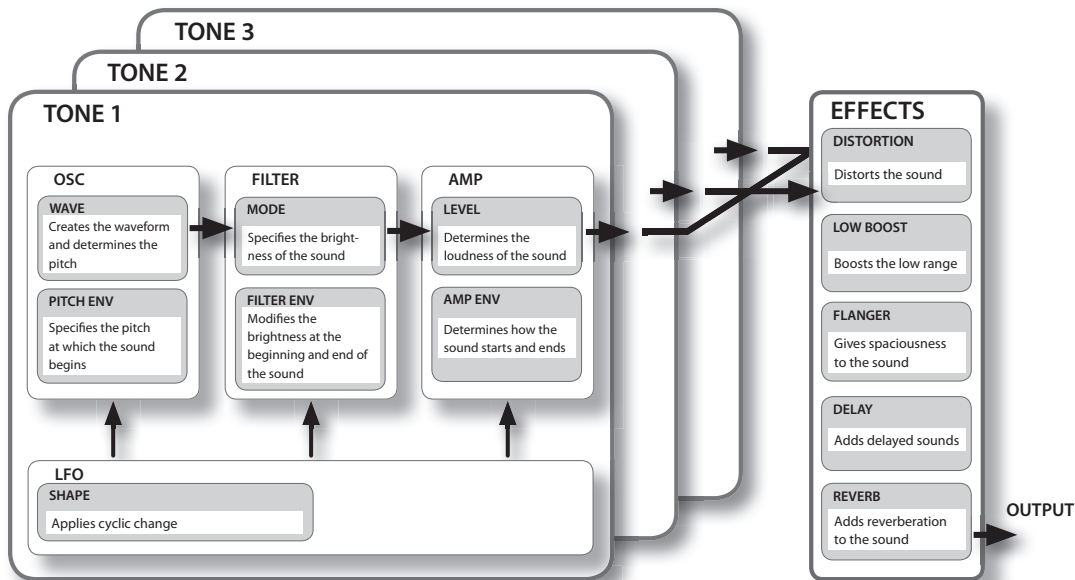 TONE 3
TONE 2
TONE 1
OSC
WAVE
Creates the waveform
and determines the
pitch
PITCH ENV
Specifies the pitch
at which the sound
begins
FILTER
MODE
Specifies the bright-
ness of the sound
FILTER ENV
Modifies the
brightness at the
beginning and end of
the sound
AMP
LEVEL
Determines the
loudness of the sound
AMP ENV
Determines how the
sound starts and ends
LFO
SHAPE
Applies cyclic change
EFFECTS
DISTORTION
Distorts the sound
LOW BOOST
Boosts the low range
FLANGER
Gives spaciousness
to the sound
DELAY
Adds delayed sounds
REVERB
Adds reverberation
to the sound
OUTPUT